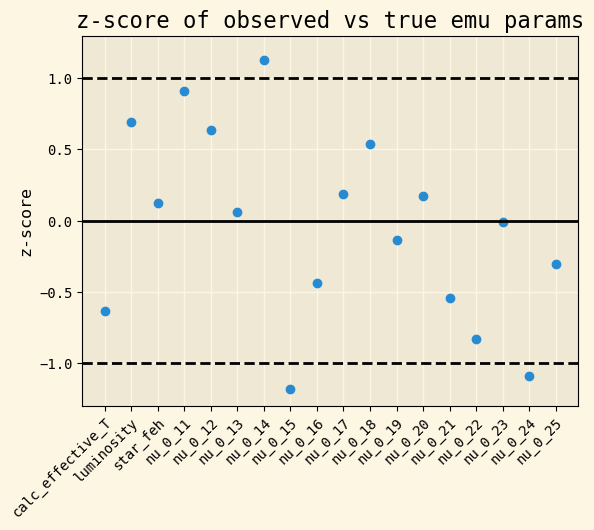 z-score of observed vs true emu params
z-score
1.0
0.5
0.0
−0.5
−1.0
calc_effective_T
luminosity
star_feh
nu_0_11
nu_0_12
nu_0_13
nu_0_14
nu_0_15
nu_0_16
nu_0_17
nu_0_18
nu_0_19
nu_0_20
nu_0_21
nu_0_22
nu_0_23
nu_0_24
nu_0_25